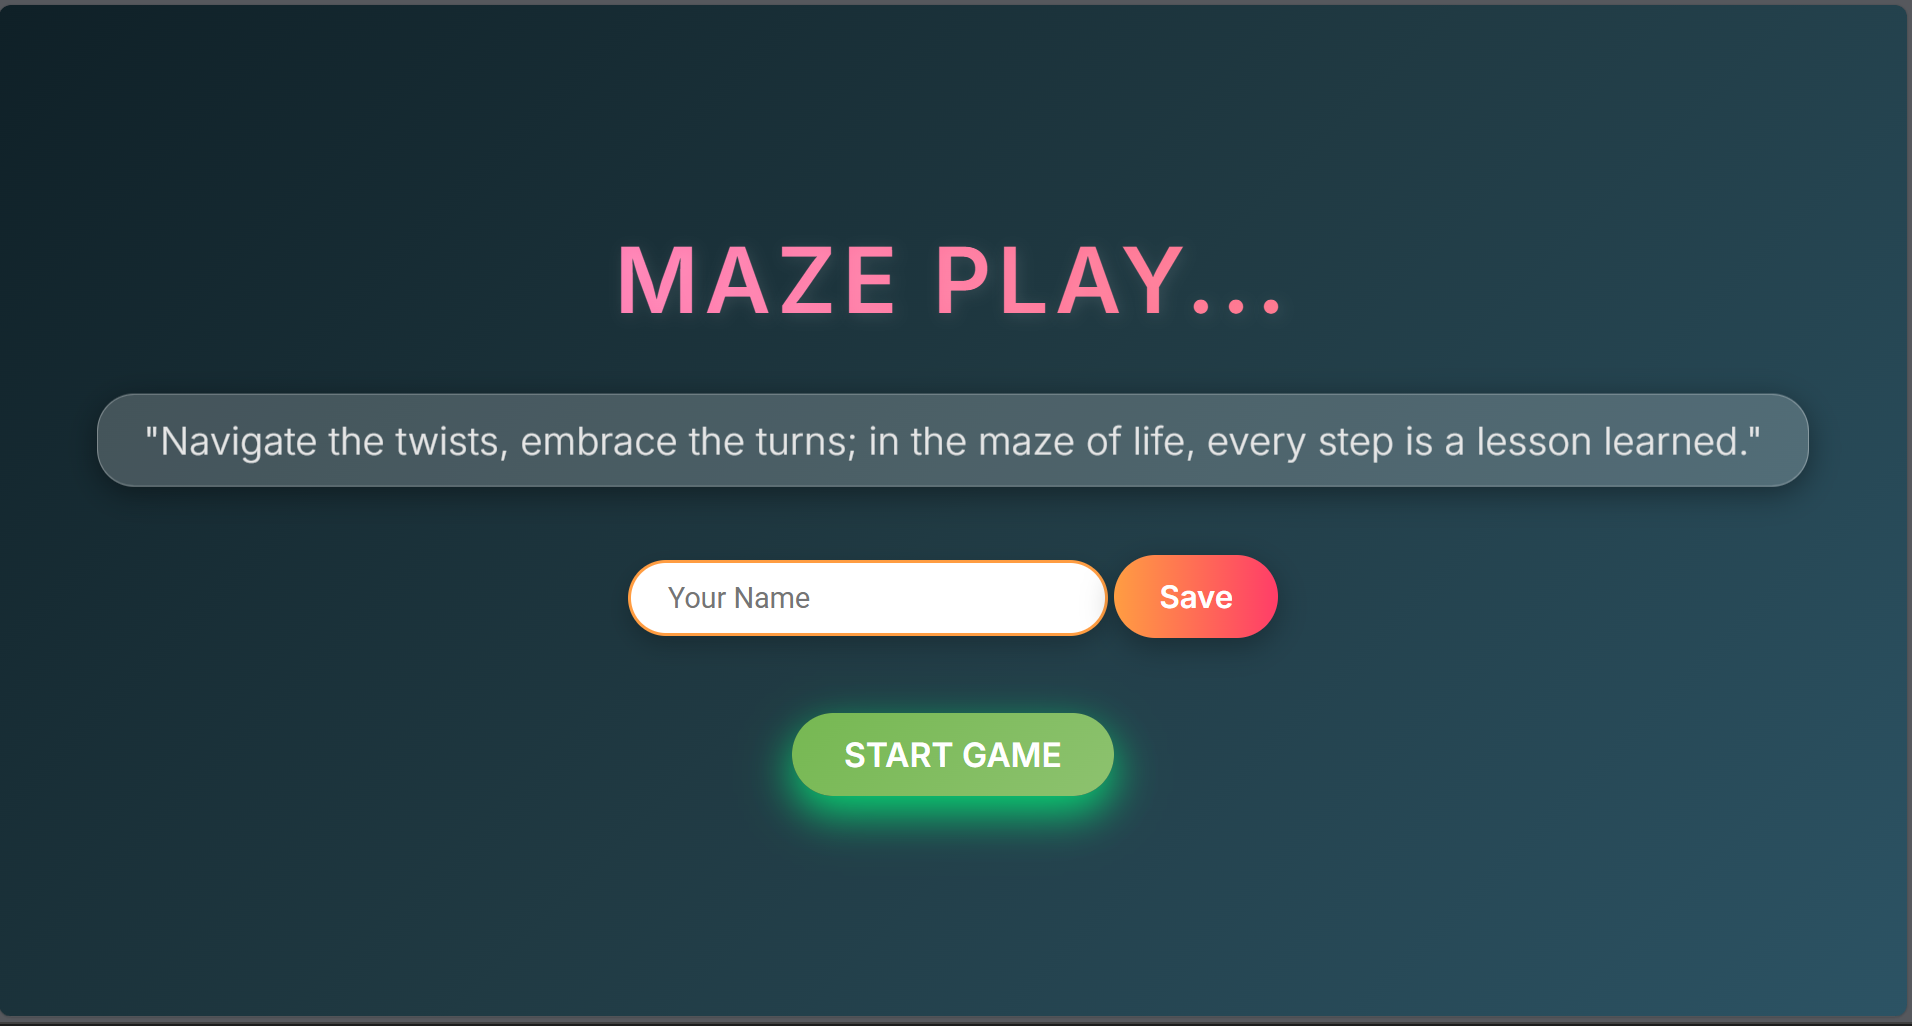 MAZE PLAY...
"Navigate the twists, embrace the turns; in the maze of life, every step is a lesson learned."
Your Name
Save
START GAME